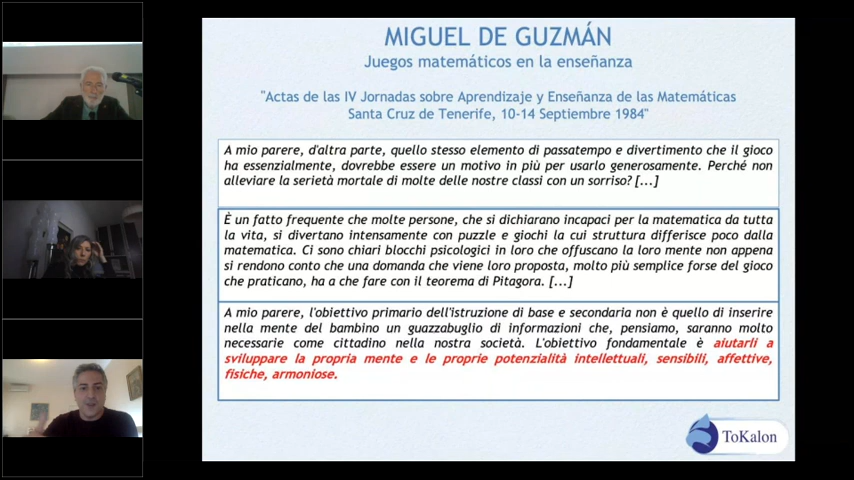 MIGUEL DE GUZMÁN
Juegos matemáticos en la enseñanza
"Actas de las IV Jornadas sobre Aprendizaje y Enseñanza de las Matemáticas
Santa Cruz de Tenerife, 10-14 Septiembre 1984"
A mio parere, d'altra parte, quello stesso elemento di passatempo e divertimento che il gioco
ha essenzialmente, dovrebbe essere un motivo in più per usarlo generosamente. Perché non
alleviare la serietà mortale di molte delle nostre classi con un sorriso? [...]
È un fatto frequente che molte persone, che si dichiarano incapaci per la matematica da tutta
la vita, si divertano intensamente con puzzle e giochi la cui struttura differisce poco dalla
matematica. Ci sono chiari blocchi psicologici in loro che offuscano la loro mente non appena
si rendono conto che una domanda che viene loro proposta, molto più semplice forse del gioco
che praticano, ha a che fare con il teorema di Pitagora. [...]
A mio parere, l'obiettivo primario dell'istruzione di base e secondaria non è quello di inserire
nella mente del bambino un guazzabuglio di informazioni che, pensiamo, saranno molto
necessarie come cittadino nella nostra società. L'obiettivo fondamentale è aiutarli a
sviluppare la propria mente e le proprie potenzialità intellettuali, sensibili, affettive,
fisiche, armoniose.
ToKalon